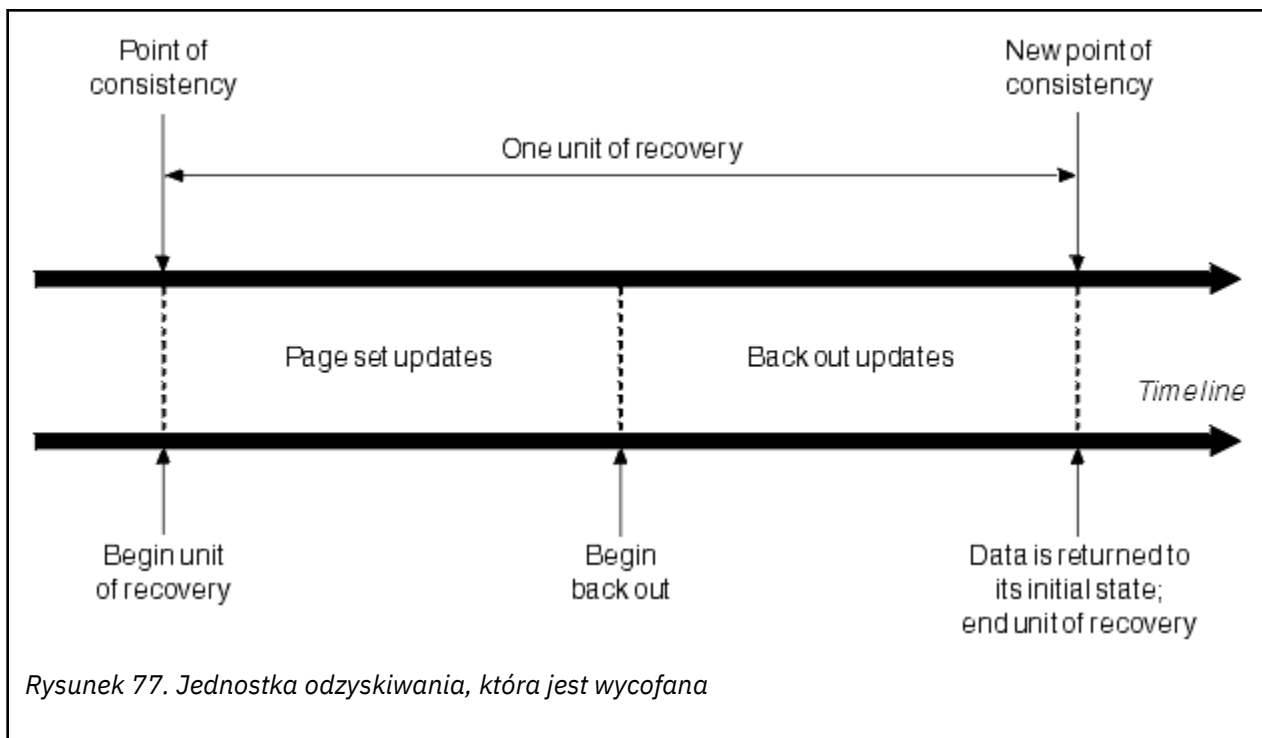 Point of
consistency
New point of
consistency
One unit of recovery
Page set updates
Back out updates
Timeline
Begin unit
of recovery
Begin
back out
Data is returned to
its initial state;
end unit of recovery
Rysunek 77. Jednostka odzyskiwania, która jest wycofana